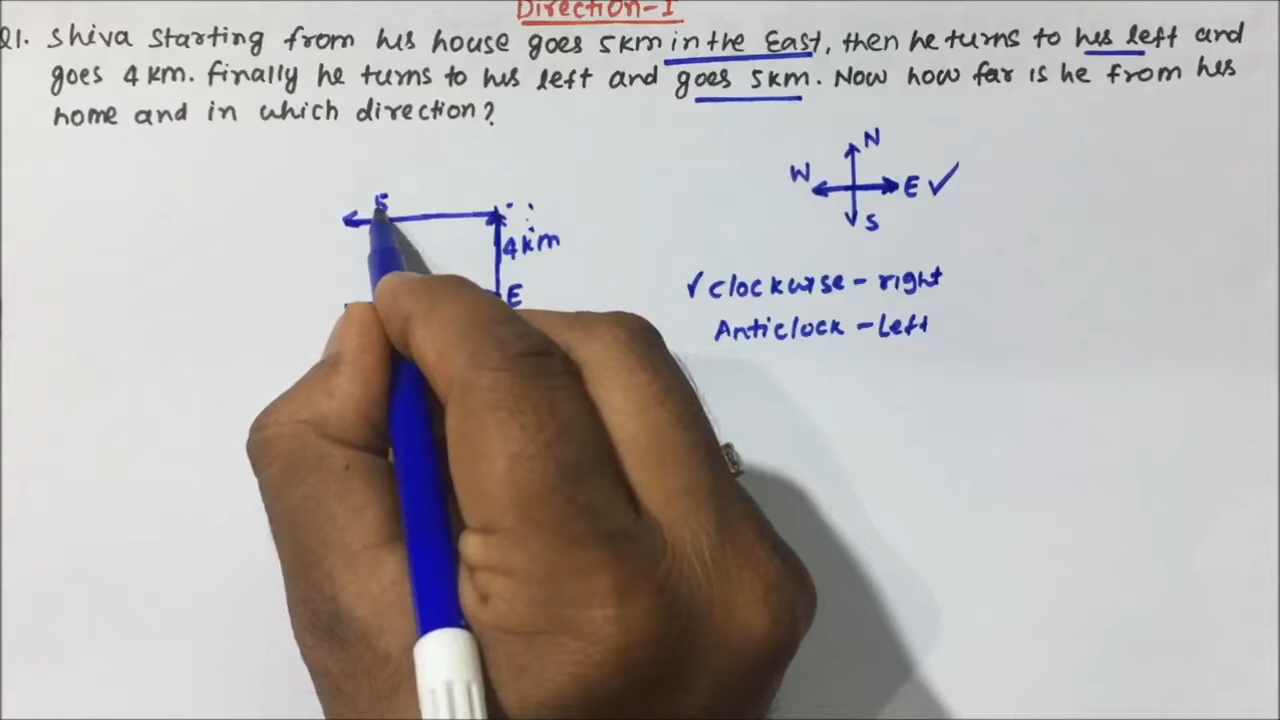 Direction-I
Q1. Shiva starting from his house goes 5km in the East, then he turns to his left and
goes 4 km. finally he turns to his left and goes 5km. Now how far is he from his
home and in which direction?
N
W E ✓
S
5
4km
E
✓ Clockwise - right
Anticlock - Left